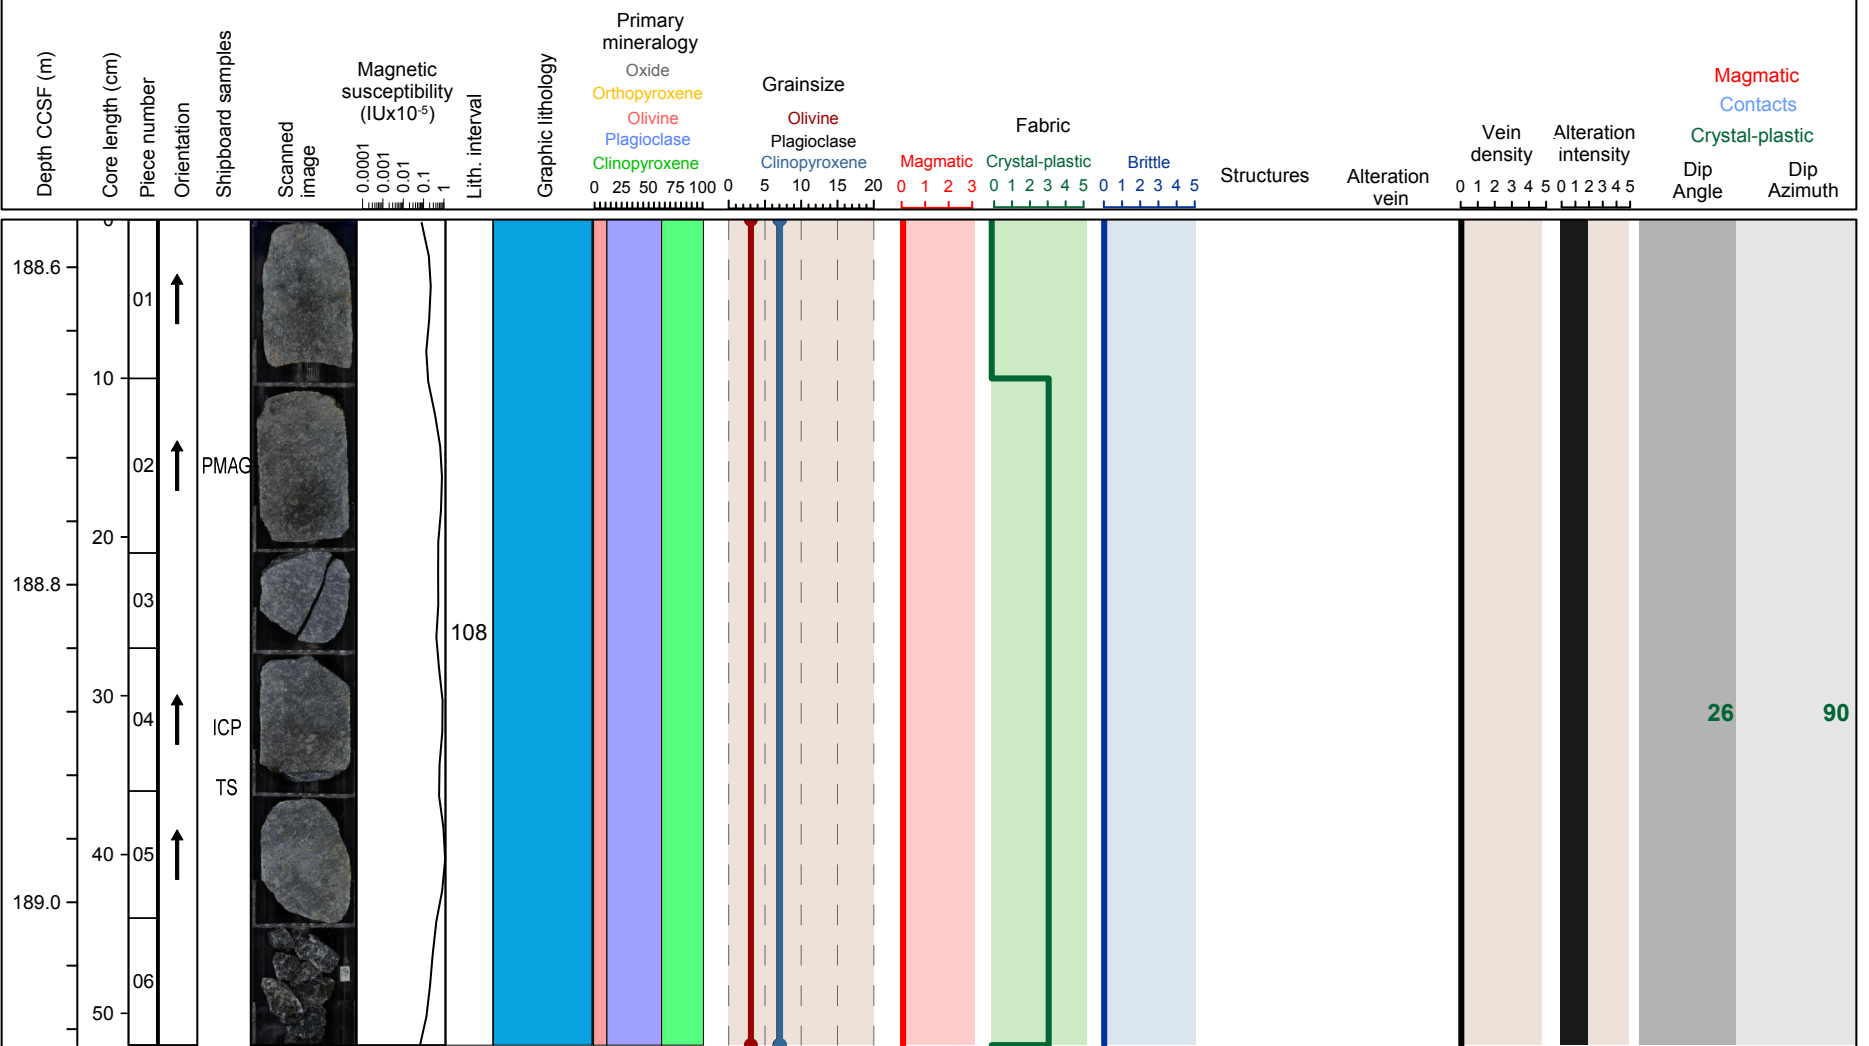 Depth CCSF (m)
Core length (cm)
Piece number
Orientation
Shipboard samples
Scanned
image
Magnetic
susceptibility
(IUx10-5)
0.0001
0.001
0.01
0.1
1
Lith. interval
Graphic lithology
Primary
mineralogy
Oxide
Orthopyroxene
Olivine
Plagioclase
Clinopyroxene
0 25 50 75 100
Grainsize
Olivine
Plagioclase
Clinopyroxene
0 5 10 15 20
Fabric
Magmatic
0 1 2 3
Crystal-plastic
0 1 2 3 4 5
Brittle
0 1 2 3 4 5
Structures
Alteration
vein
Vein
density
0 1 2 3 4 5
Alteration
intensity
0 1 2 3 4 5
Magmatic
Contacts
Crystal-plastic
Dip
Angle
Dip
Azimuth
0
188.6
01
10
02
PMAG
20
188.8
03
108
30
04
ICP
26
90
TS
40
05
189.0
06
50